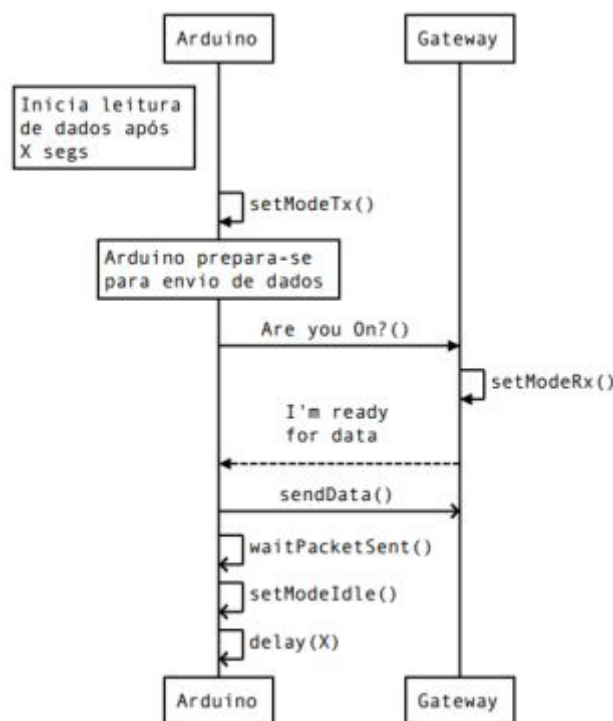 Arduino
Gateway
Inicia leitura
de dados após
X segs
setModeTx()
Arduino prepara-se
para envio de dados
Are you On?()
setModeRx()
I'm ready
for data
sendData()
waitPacketSent()
setModeIdle()
delay(X)
Arduino
Gateway